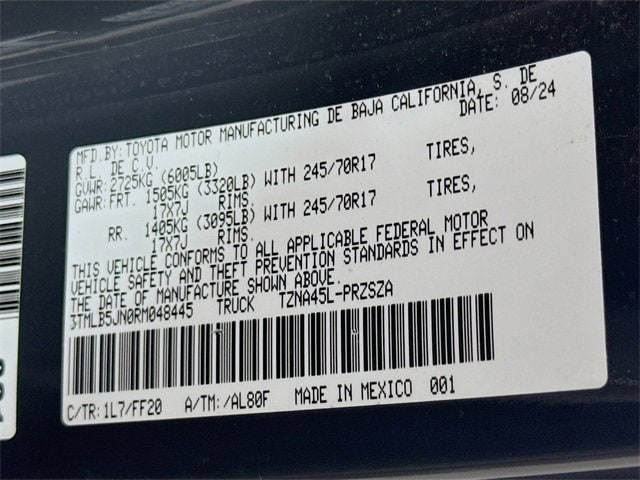 MFD.BY:TOYOTA MOTOR MANUFACTURING DE BAJA CALIFORNIA, S. DE
R.L. DE C.V. DATE: 08/24
GVWR:2725KG (6005LB)
GAWR:FRT. 1505KG (3320LB) WITH 245/70R17 TIRES,
17X7J RIMS.
RR. 1405KG (3095LB) WITH 245/70R17 TIRES,
17X7J RIMS.
THIS VEHICLE CONFORMS TO ALL APPLICABLE FEDERAL MOTOR
VEHICLE SAFETY AND THEFT PREVENTION STANDARDS IN EFFECT ON
THE DATE OF MANUFACTURE SHOWN ABOVE.
3TMLB5JN0RM048445 TRUCK TZNA45L-PRZSZA
C/TR:1L7/FF20 A/TM:/AL80F MADE IN MEXICO 001